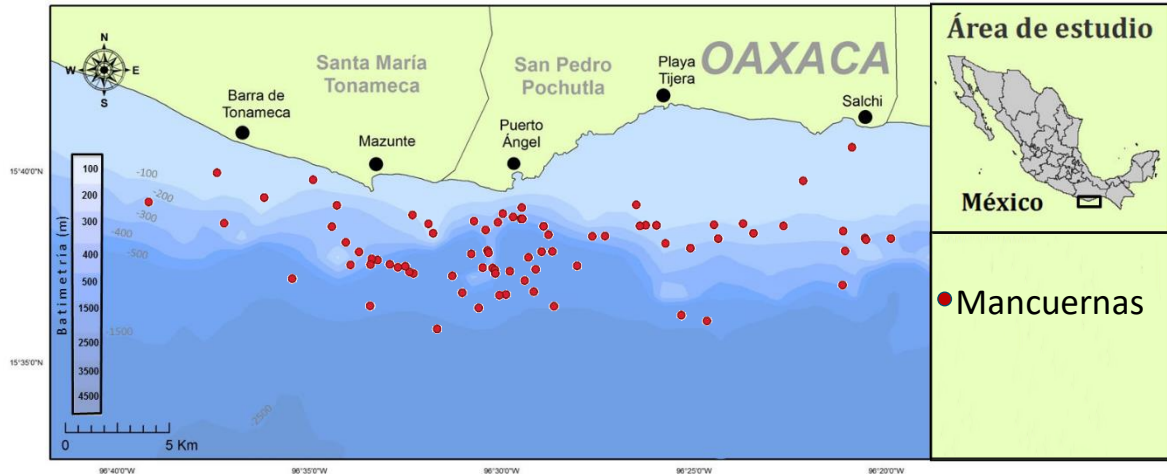 N
W
E
S
Santa María
Tonameca
San Pedro
Pochutla
OAXACA
Playa
Tijera
Salchi
Barra de
Tonameca
Mazunte
Puerto
Ángel
15°40'0"N
15°35'0"N
Batimetría (m)
100
200
300
400
500
1500
2500
3500
4500
-100
-200
-300
-400
-500
-1500
-2500
0
5 Km
96°40'0"W
96°35'0"W
96°30'0"W
96°25'0"W
96°20'0"W
Área de estudio
México
Mancuernas